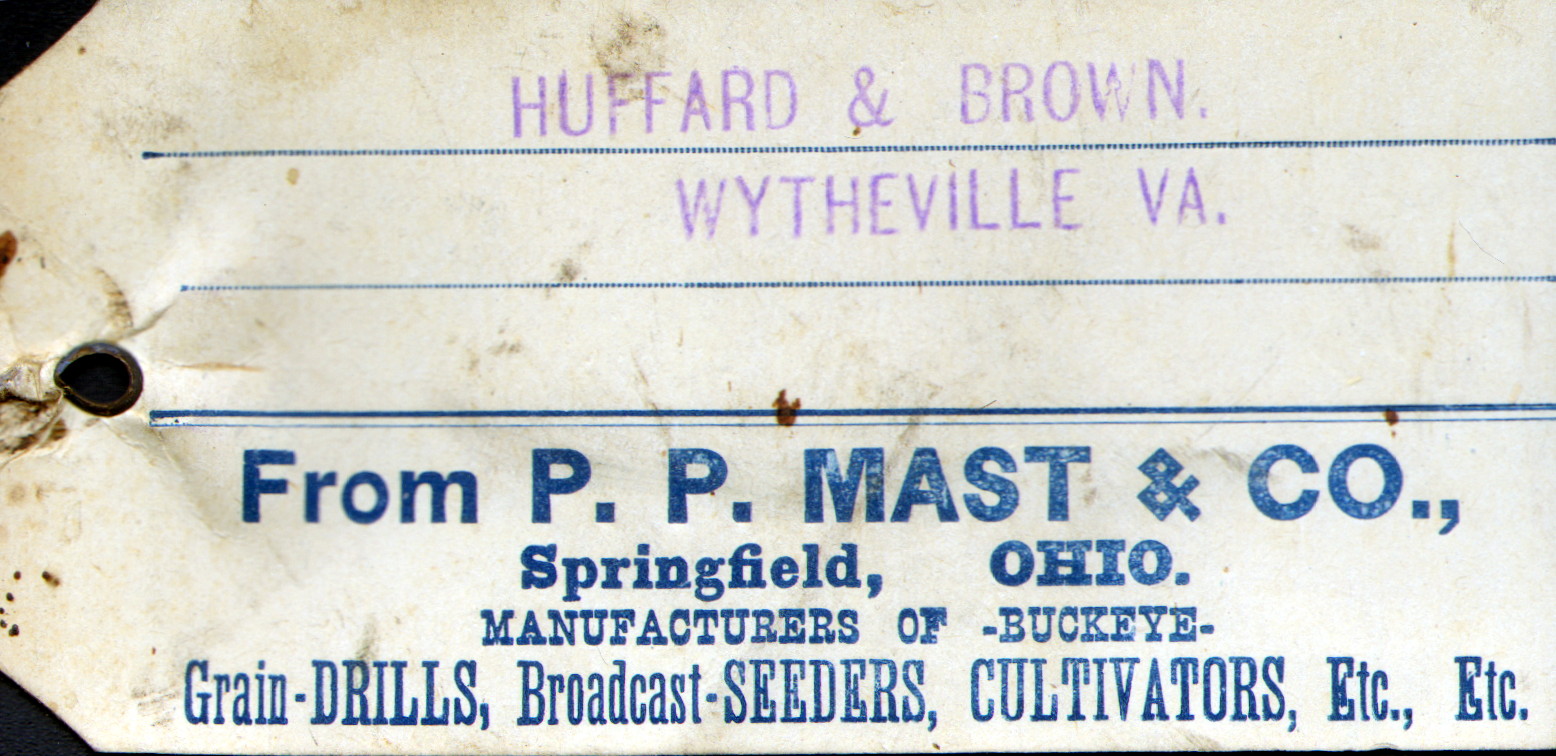 HUFFARD & BROWN.
WYTHEVILLE VA.
From P. P. MAST & CO.,
Springfield, OHIO.
MANUFACTURERS OF -BUCKEYE-
Grain-DRILLS, Broadcast-SEEDERS, CULTIVATORS, Etc., Etc.